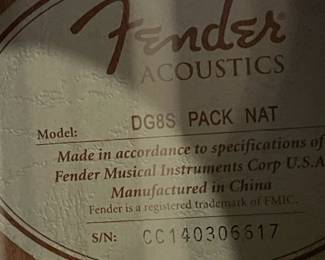 Fender
ACOUSTICS
Model: DG8S PACK NAT
Made in accordance to specifications of
Fender Musical Instruments Corp U.S.A
Manufactured in China
Fender is a registered trademark of FMIC.
S/N: CC140306617